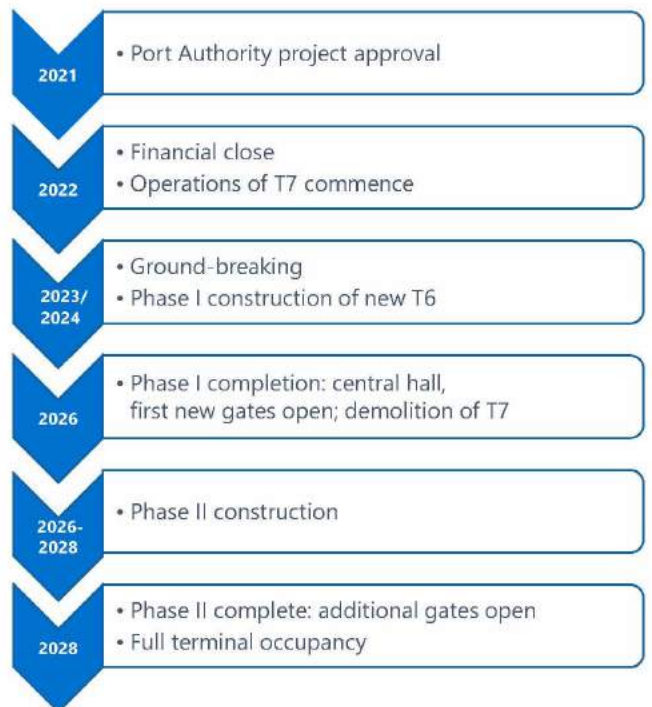 2021
• Port Authority project approval
2022
• Financial close
• Operations of T7 commence
2023/
2024
• Ground-breaking
• Phase I construction of new T6
2026
• Phase I completion: central hall,
first new gates open; demolition of T7
2026-
2028
• Phase II construction
2028
• Phase II complete: additional gates open
• Full terminal occupancy